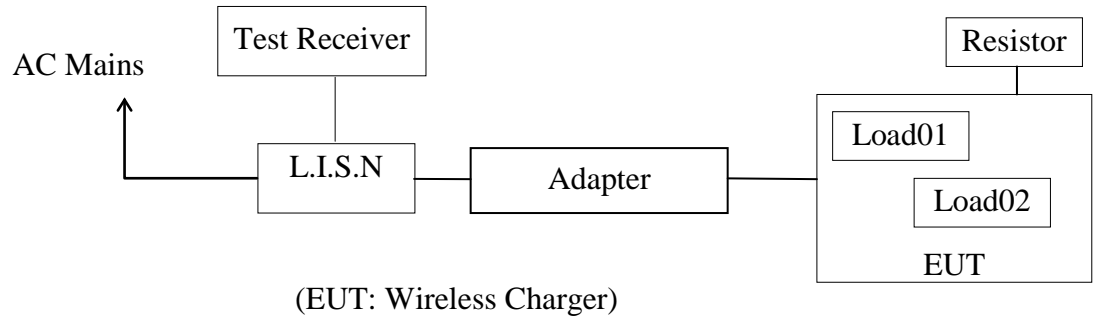 Test Receiver
Resistor
AC Mains
Load01
L.I.S.N
Adapter
Load02
EUT
(EUT: Wireless Charger)